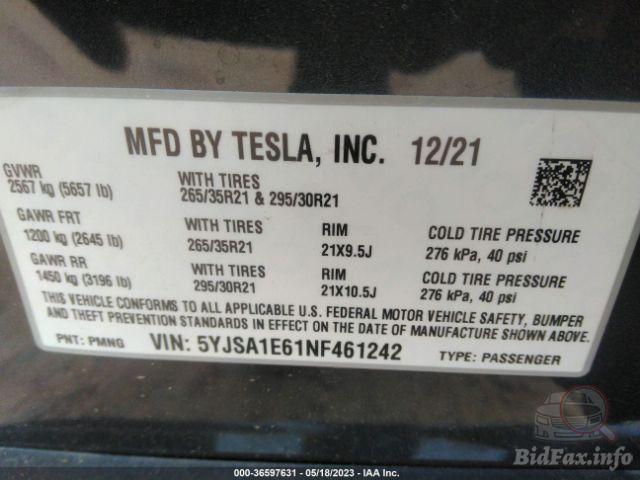 MFD BY TESLA, INC. 12/21
GVWR
2567 kg (5657 lb)
WITH TIRES
265/35R21 & 295/30R21
GAWR FRT
1200 kg (2645 lb)
WITH TIRES
265/35R21
RIM
21X9.5J
COLD TIRE PRESSURE
276 kPa, 40 psi
GAWR RR
1450 kg (3196 lb)
WITH TIRES
295/30R21
RIM
21X10.5J
COLD TIRE PRESSURE
276 kPa, 40 psi
THIS VEHICLE CONFORMS TO ALL APPLICABLE U.S. FEDERAL MOTOR VEHICLE SAFETY, BUMPER
AND THEFT PREVENTION STANDARDS IN EFFECT ON THE DATE OF MANUFACTURE SHOWN ABOVE.
PNT: PMNG VIN: 5YJSA1E61NF461242 TYPE: PASSENGER
BidFax.info
000-36597631 - 05/18/2023 - IAA Inc.